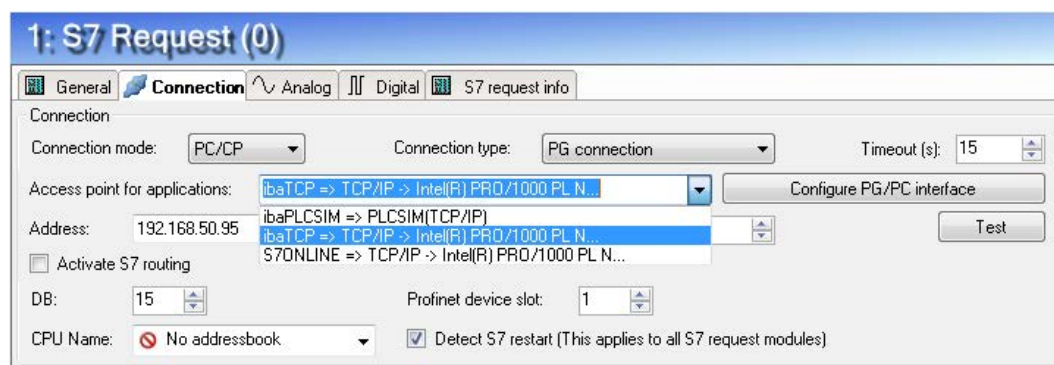 1: S7 Request (0)
General Connection Analog Digital S7 request info
Connection
Connection mode: PC/CP Connection type: PG connection Timeout (s): 15
Access point for applications: ibaTCP => TCP/IP -> Intel(R) PRO/1000 PL N... Configure PG/PC interface
ibaPLCSIM => PLCSIM(TCP/IP)
Address: 192.168.50.95 ibaTCP => TCP/IP -> Intel(R) PRO/1000 PL N... Test
S7ONLINE => TCP/IP -> Intel(R) PRO/1000 PL N...
Activate S7 routing
DB: 15 Profinet device slot: 1
CPU Name: No addressbook Detect S7 restart (This applies to all S7 request modules)